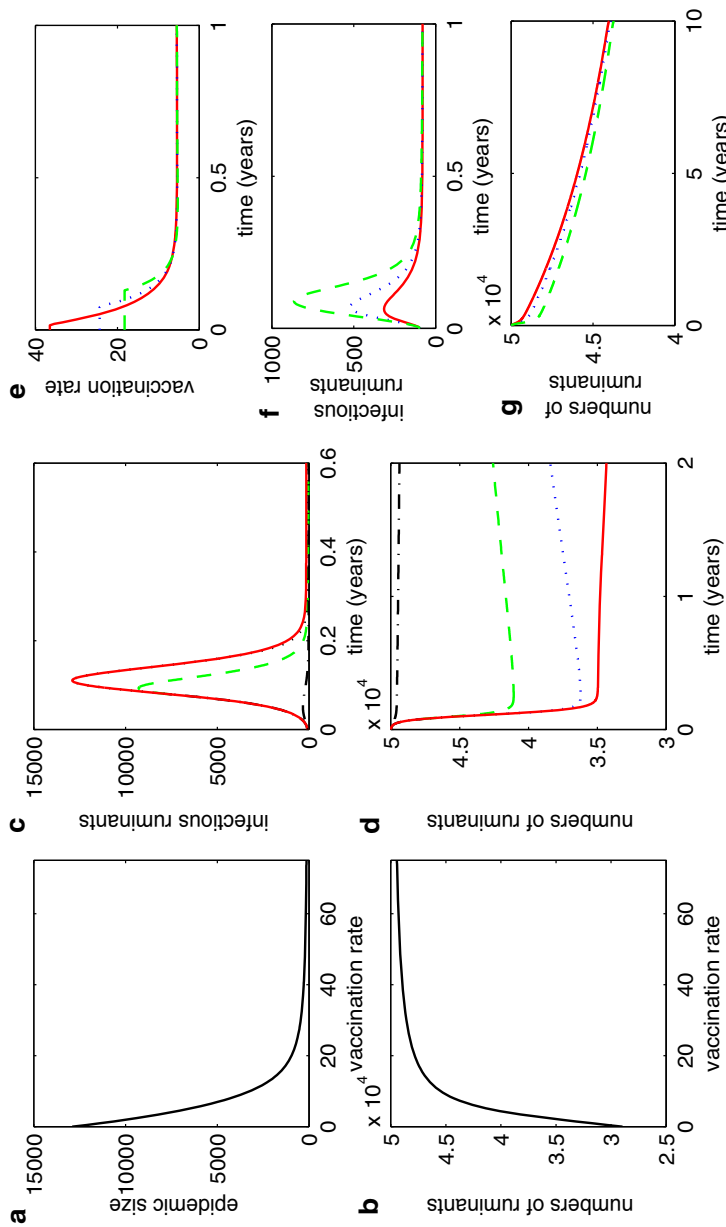 a
epidemic size
15000
10000
5000
0
0
20
40
60
vaccination rate
b
numbers of ruminants
x 10^4
5
4.5
4
3.5
3
2.5
0
20
40
60
vaccination rate
c
infectious ruminants
15000
10000
5000
0
0
0.2
0.4
0.6
time (years)
d
numbers of ruminants
x 10^4
5
4.5
4
3.5
3
0
1
2
time (years)
e
vaccination rate
40
20
0
0
0.5
1
time (years)
f
infectious
ruminants
1000
500
0
0
0.5
1
time (years)
g
numbers of
ruminants
x 10^4
5
4.5
4
0
5
10
time (years)